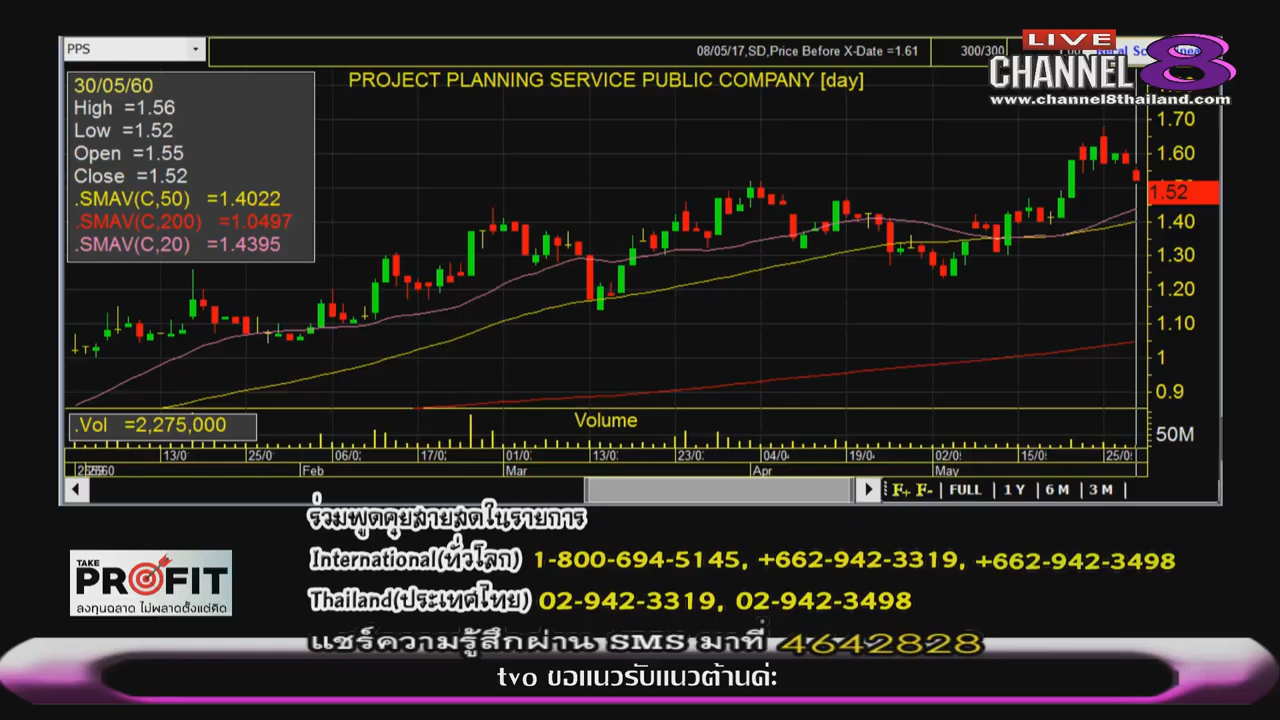 PPS
08/05/17,SD,Price Before X-Date =1.61
300/300
LIVE
CHANNEL 8
www.channel8thailand.com
PROJECT PLANNING SERVICE PUBLIC COMPANY [day]
30/05/60
High =1.56
Low =1.52
Open =1.55
Close =1.52
.SMAV(C,50) =1.4022
.SMAV(C,200) =1.0497
.SMAV(C,20) =1.4395
1.70
1.60
1.52
1.40
1.30
1.20
1.10
1
0.9
.Vol =2,275,000
Volume
50M
13/0 25/0 06/0 17/0 01/0 13/0 23/0 04/0 19/0 02/0 15/0 25/0
Feb Mar Apr May
F+ F- FULL 1 Y 6 M 3 M
ร่วมพูดคุยสายสดในรายการ
International(ทั่วโลก) 1-800-694-5145, +662-942-3319, +662-942-3498
TAKE
PROFIT
ลงทุนฉลาด ไม่พลาดตั้งแต่คิด
Thailand(ประเทศไทย) 02-942-3319, 02-942-3498
แชร์ความรู้สึกผ่าน SMS มาที่ 4642828
tvo ขอแนวรับแนวต้านค่ะ